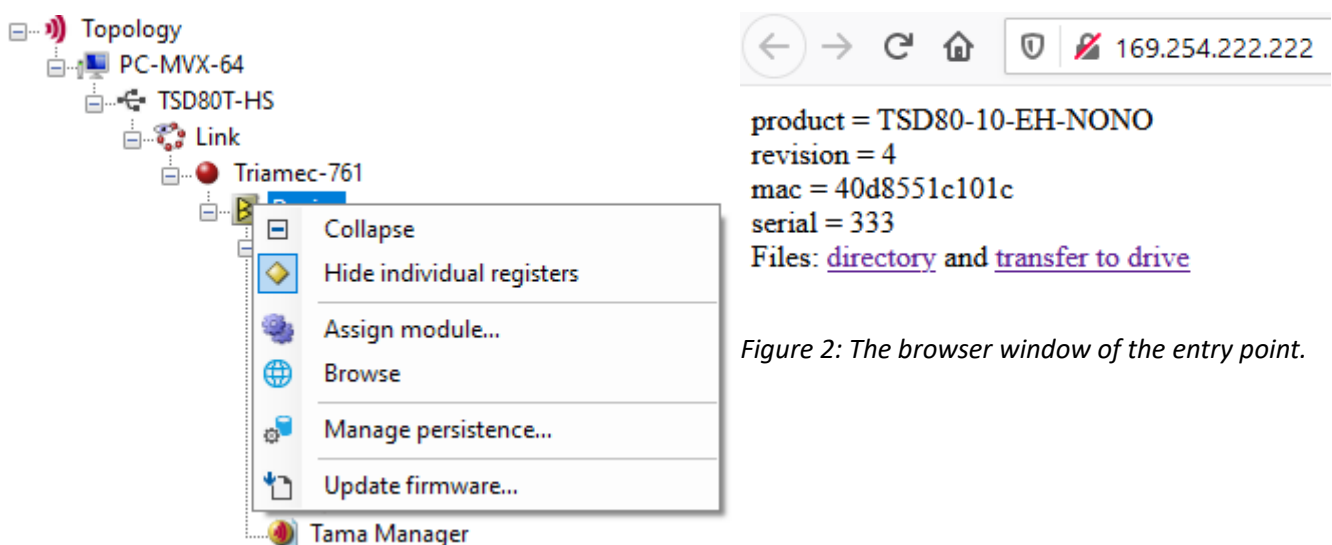 Topology
PC-MVX-64
TSD80T-HS
Link
Triamec-761
Collapse
Hide individual registers
Assign module...
Browse
Manage persistence...
Update firmware...
Tama Manager
169.254.222.222
product = TSD80-10-EH-NONO
revision = 4
mac = 40d8551c101c
serial = 333
Files: directory and transfer to drive
Figure 2: The browser window of the entry point.